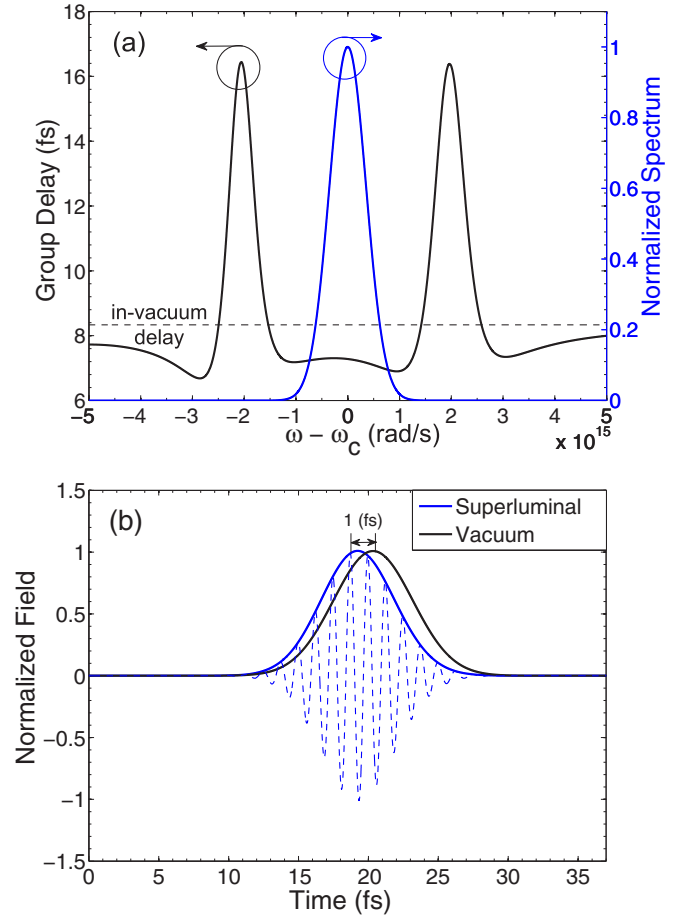 (a)
Group Delay (fs)
18
16
14
12
10
8
6
in-vacuum
delay
Normalized Spectrum
1
0.8
0.6
0.4
0.2
0
−5 −4 −3 −2 −1 0 1 2 3 4 5
ω − ωc (rad/s)
x 10^15
(b)
Normalized Field
1.5
1
0.5
0
−0.5
−1
−1.5
1 (fs)
Superluminal
Vacuum
0 5 10 15 20 25 30 35
Time (fs)